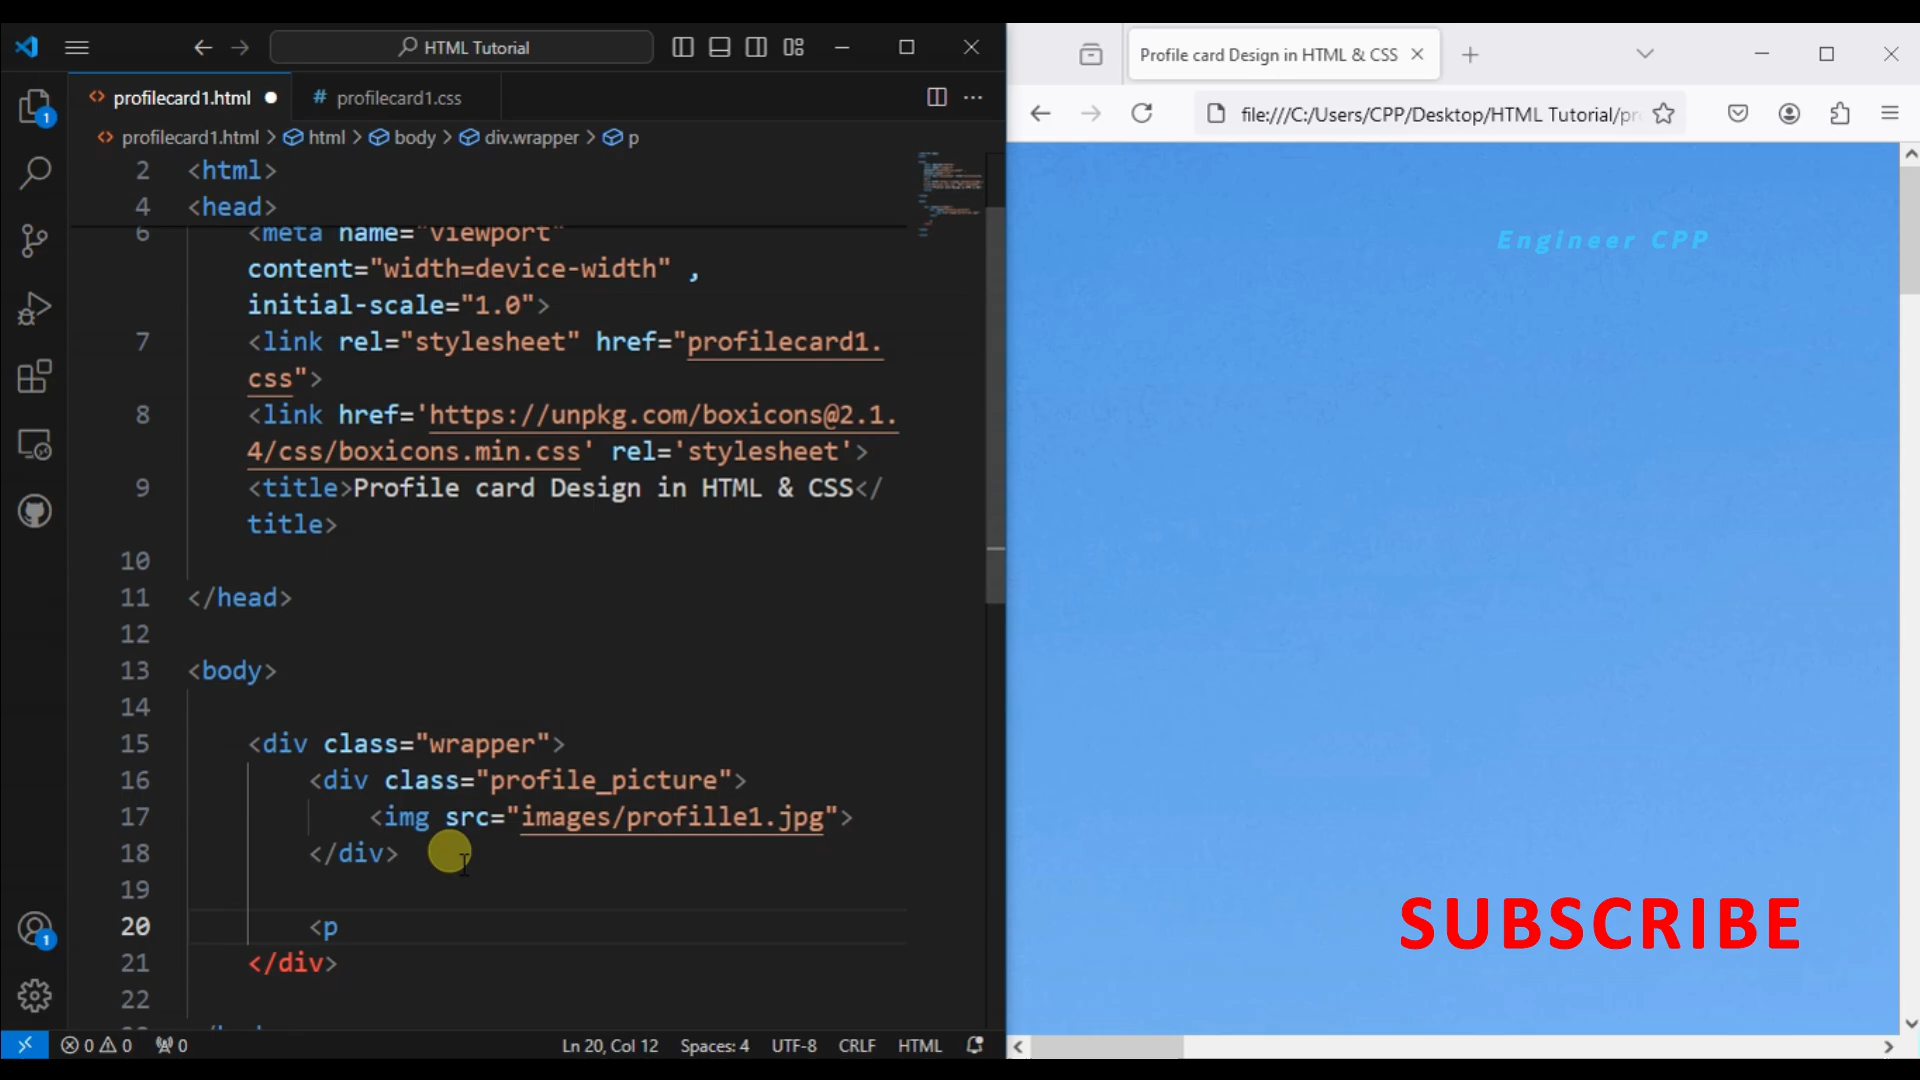 HTML Tutorial
profilecard1.html
# profilecard1.css
profilecard1.html > html > body > div.wrapper > p
2 <html>
4 <head>
6 <meta name="viewport"
content="width=device-width" ,
initial-scale="1.0">
7 <link rel="stylesheet" href="profilecard1.
css">
8 <link href='https://unpkg.com/boxicons@2.1.
4/css/boxicons.min.css' rel='stylesheet'>
9 <title>Profile card Design in HTML & CSS</
title>
10
11 </head>
12
13 <body>
14
15 <div class="wrapper">
16 <div class="profile_picture">
17 <img src="images/profille1.jpg">
18 </div>
19
20 <p
21 </div>
22
1
1
0 0 0
Ln 20, Col 12 Spaces: 4 UTF-8 CRLF HTML
Profile card Design in HTML & CSS
file:///C:/Users/CPP/Desktop/HTML Tutorial/pr
Engineer CPP
SUBSCRIBE